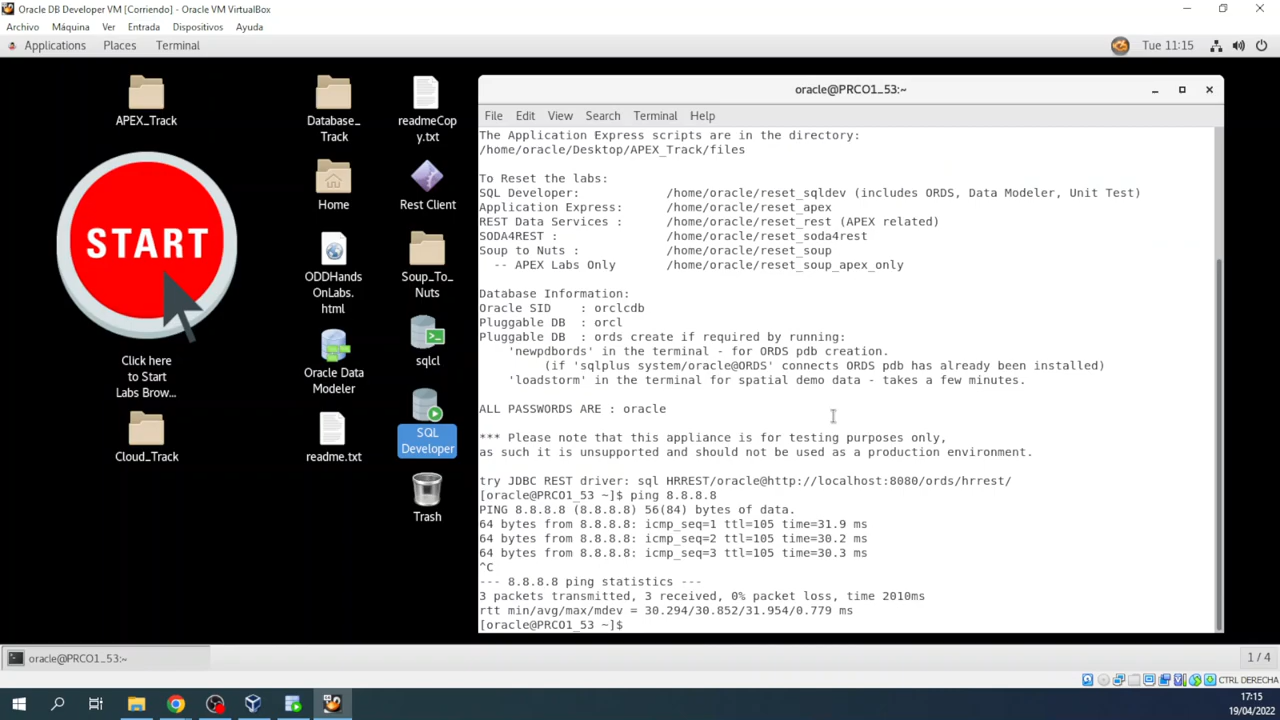 Oracle DB Developer VM [Corriendo] - Oracle VM VirtualBox
Archivo Máquina Ver Entrada Dispositivos Ayuda
Applications Places Terminal
Tue 11:15
APEX_Track
START
Click here
to Start
Labs Brow...
Cloud_Track
Database_
Track
Home
ODDHands
OnLabs.
html
Oracle Data
Modeler
readme.txt
readmeCop
y.txt
Rest Client
Soup_To_
Nuts
sqlcl
SQL
Developer
Trash
oracle@PRCO1_53:~
File Edit View Search Terminal Help
The Application Express scripts are in the directory:
/home/oracle/Desktop/APEX_Track/files
To Reset the labs:
SQL Developer: /home/oracle/reset_sqldev (includes ORDS, Data Modeler, Unit Test)
Application Express: /home/oracle/reset_apex
REST Data Services : /home/oracle/reset_rest (APEX related)
SODA4REST : /home/oracle/reset_soda4rest
Soup to Nuts : /home/oracle/reset_soup
-- APEX Labs Only /home/oracle/reset_soup_apex_only
Database Information:
Oracle SID : orclcdb
Pluggable DB : orcl
Pluggable DB : ords create if required by running:
'newpdbords' in the terminal - for ORDS pdb creation.
(if 'sqlplus system/oracle@ORDS' connects ORDS pdb has already been installed)
'loadstorm' in the terminal for spatial demo data - takes a few minutes.
ALL PASSWORDS ARE : oracle
*** Please note that this appliance is for testing purposes only,
as such it is unsupported and should not be used as a production environment.
try JDBC REST driver: sql HRREST/oracle@http://localhost:8080/ords/hrrest/
[oracle@PRCO1_53 ~]$ ping 8.8.8.8
PING 8.8.8.8 (8.8.8.8) 56(84) bytes of data.
64 bytes from 8.8.8.8: icmp_seq=1 ttl=105 time=31.9 ms
64 bytes from 8.8.8.8: icmp_seq=2 ttl=105 time=30.2 ms
64 bytes from 8.8.8.8: icmp_seq=3 ttl=105 time=30.3 ms
^C
--- 8.8.8.8 ping statistics ---
3 packets transmitted, 3 received, 0% packet loss, time 2010ms
rtt min/avg/max/mdev = 30.294/30.852/31.954/0.779 ms
[oracle@PRCO1_53 ~]$
oracle@PRCO1_53:~
1 / 4
CTRL DERECHA
17:15
19/04/2022